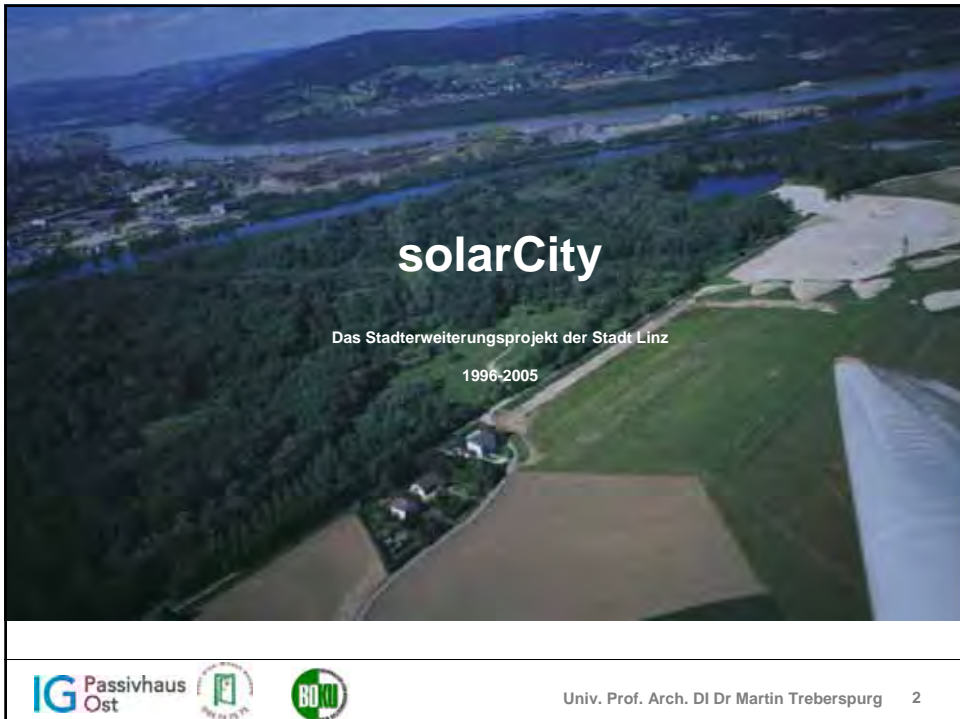 solarCity
Das Stadterweiterungsprojekt der Stadt Linz
1996-2005
IG Passivhaus
Ost
BOKU
Univ. Prof. Arch. DI Dr Martin Treberspurg 2